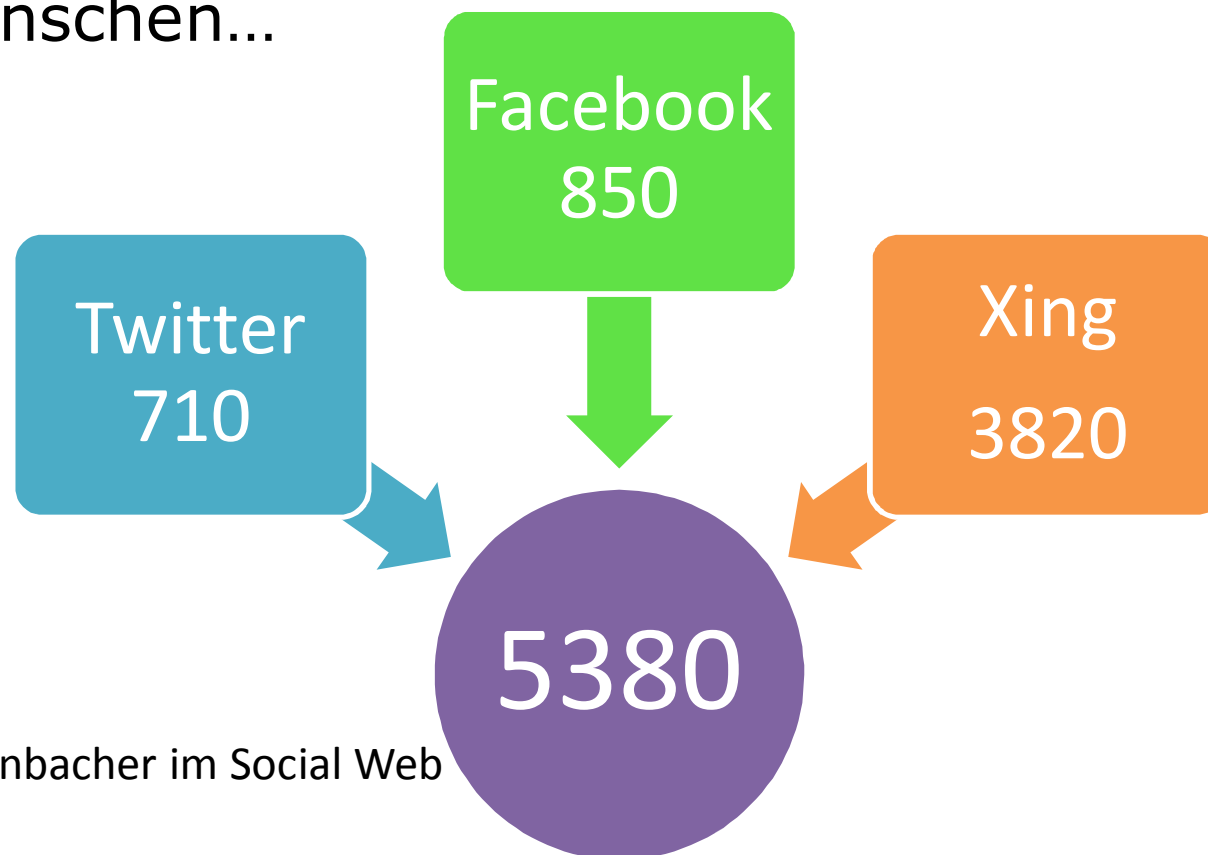 nschen...
Facebook
850
Twitter
710
Xing
3820
5380
nbacher im Social Web